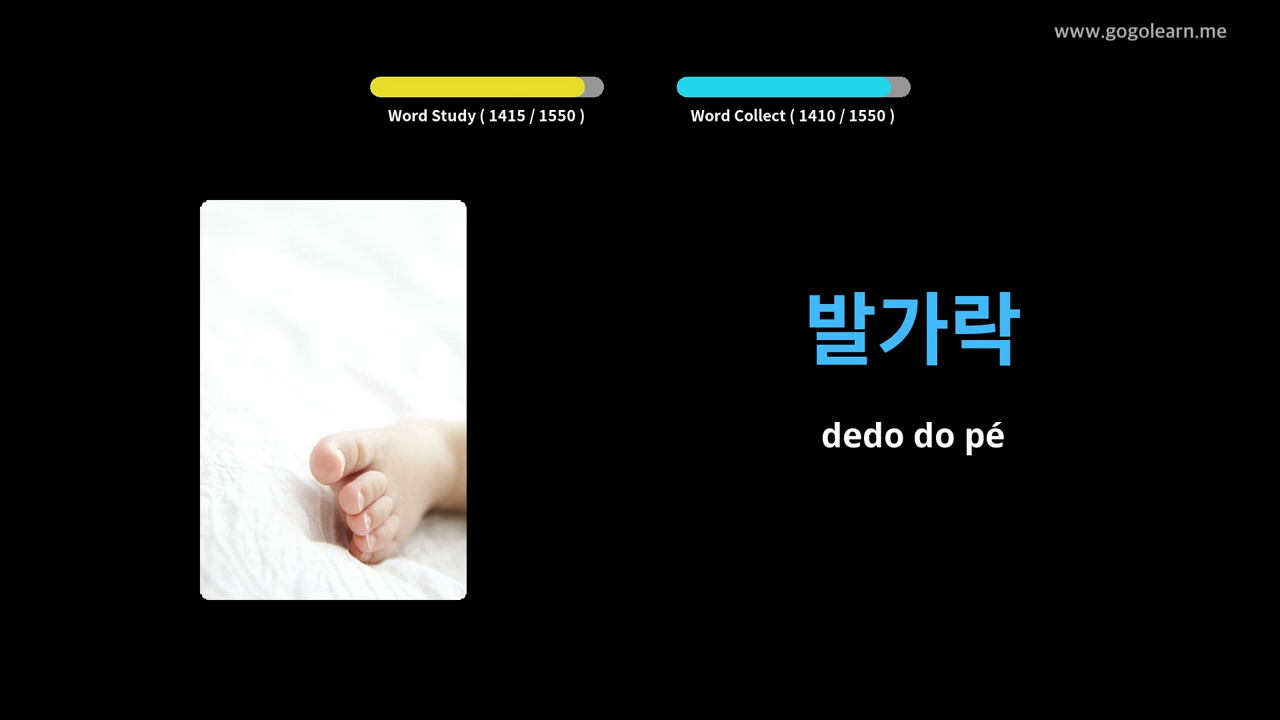 www.gogolearn.me
Word Study ( 1415 / 1550 )
Word Collect ( 1410 / 1550 )
발가락
dedo do pé